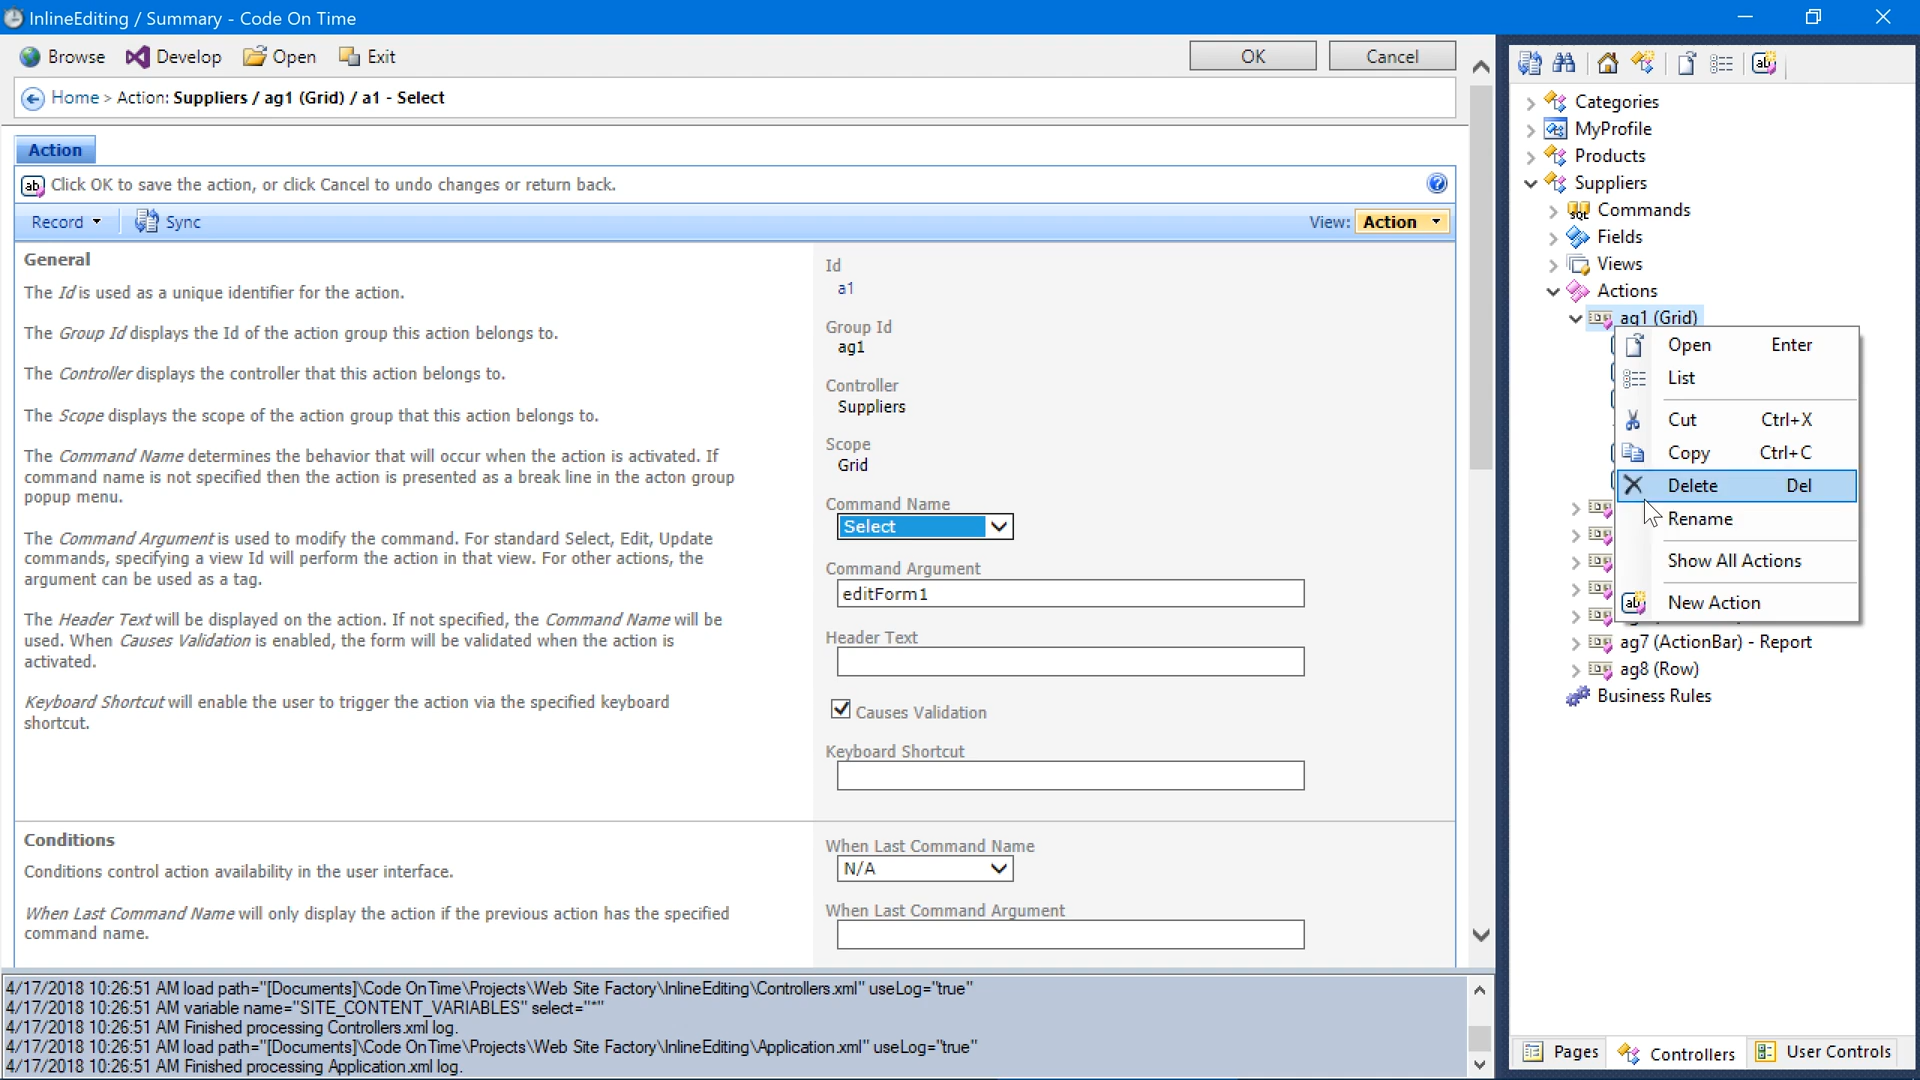 InlineEditing / Summary - Code On Time
Browse Develop Open Exit OK Cancel
Home > Action: Suppliers / ag1 (Grid) / a1 - Select
Action
Click OK to save the action, or click Cancel to undo changes or return back.
Record Sync View: Action
General
The Id is used as a unique identifier for the action.
The Group Id displays the Id of the action group this action belongs to.
The Controller displays the controller that this action belongs to.
The Scope displays the scope of the action group that this action belongs to.
The Command Name determines the behavior that will occur when the action is activated. If
command name is not specified then the action is presented as a break line in the acton group
popup menu.
The Command Argument is used to modify the command. For standard Select, Edit, Update
commands, specifying a view Id will perform the action in that view. For other actions, the
argument can be used as a tag.
The Header Text will be displayed on the action. If not specified, the Command Name will be
used. When Causes Validation is enabled, the form will be validated when the action is
activated.
Keyboard Shortcut will enable the user to trigger the action via the specified keyboard
shortcut.
Id
a1
Group Id
ag1
Controller
Suppliers
Scope
Grid
Command Name
Select
Command Argument
editForm1
Header Text
Causes Validation
Keyboard Shortcut
Conditions
Conditions control action availability in the user interface.
When Last Command Name will only display the action if the previous action has the specified
command name.
When Last Command Name
N/A
When Last Command Argument
4/17/2018 10:26:51 AM load path="[Documents]\Code OnTime\Projects\Web Site Factory\InlineEditing\Controllers.xml" useLog="true"
4/17/2018 10:26:51 AM variable name="SITE_CONTENT_VARIABLES" select="*"
4/17/2018 10:26:51 AM Finished processing Controllers.xml log.
4/17/2018 10:26:51 AM load path="[Documents]\Code OnTime\Projects\Web Site Factory\InlineEditing\Application.xml" useLog="true"
4/17/2018 10:26:51 AM Finished processing Application.xml log.
Categories
MyProfile
Products
Suppliers
Commands
Fields
Views
Actions
ag1 (Grid)
Open Enter
List
Cut Ctrl+X
Copy Ctrl+C
Delete Del
Rename
Show All Actions
New Action
ag7 (ActionBar) - Report
ag8 (Row)
Business Rules
Pages Controllers User Controls